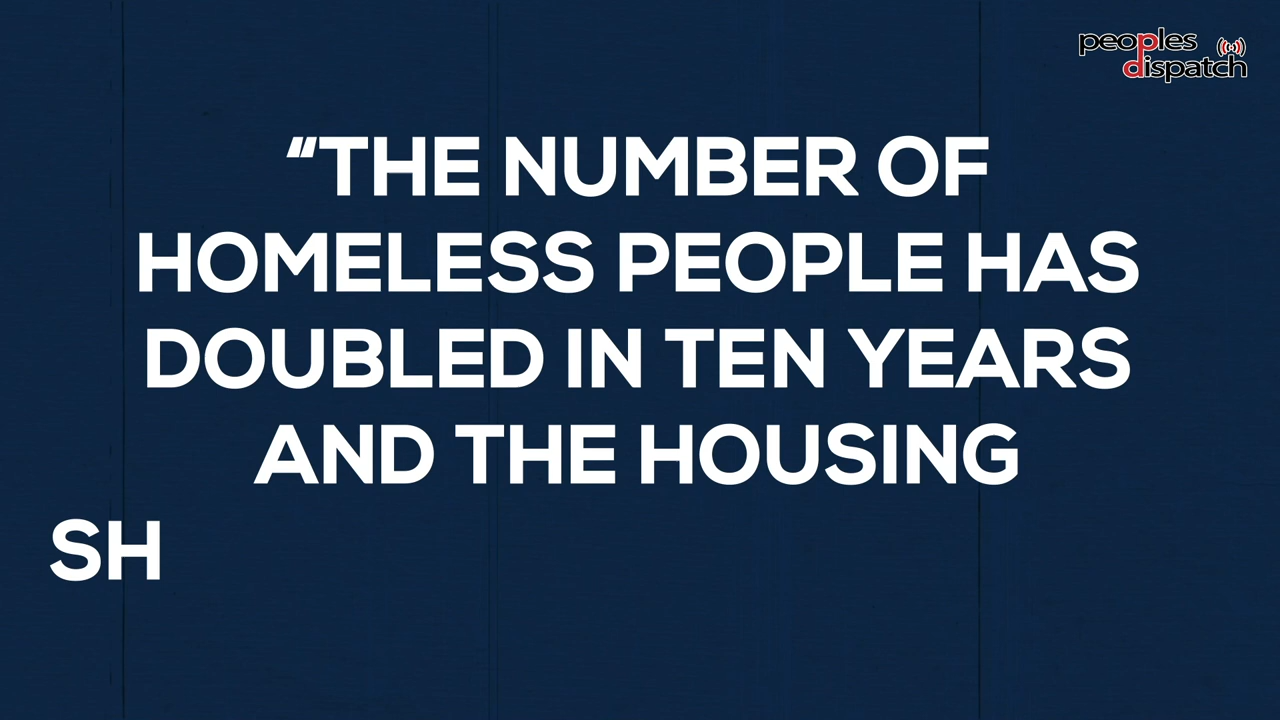 peoples
dispatch
“THE NUMBER OF
HOMELESS PEOPLE HAS
DOUBLED IN TEN YEARS
AND THE HOUSING
SH